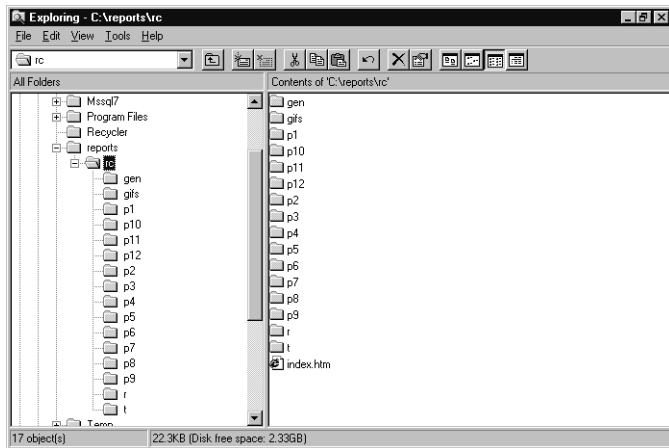 Exploring - C:\reports\rc
File Edit View Tools Help
rc
All Folders
Contents of 'C:\reports\rc'
Mssql7
Program Files
Recycler
reports
rc
gen
gifs
p1
p10
p11
p12
p2
p3
p4
p5
p6
p7
p8
p9
r
t
Temp
gen
gifs
p1
p10
p11
p12
p2
p3
p4
p5
p6
p7
p8
p9
r
t
index.htm
17 object(s)
22.3KB (Disk free space: 2.33GB)